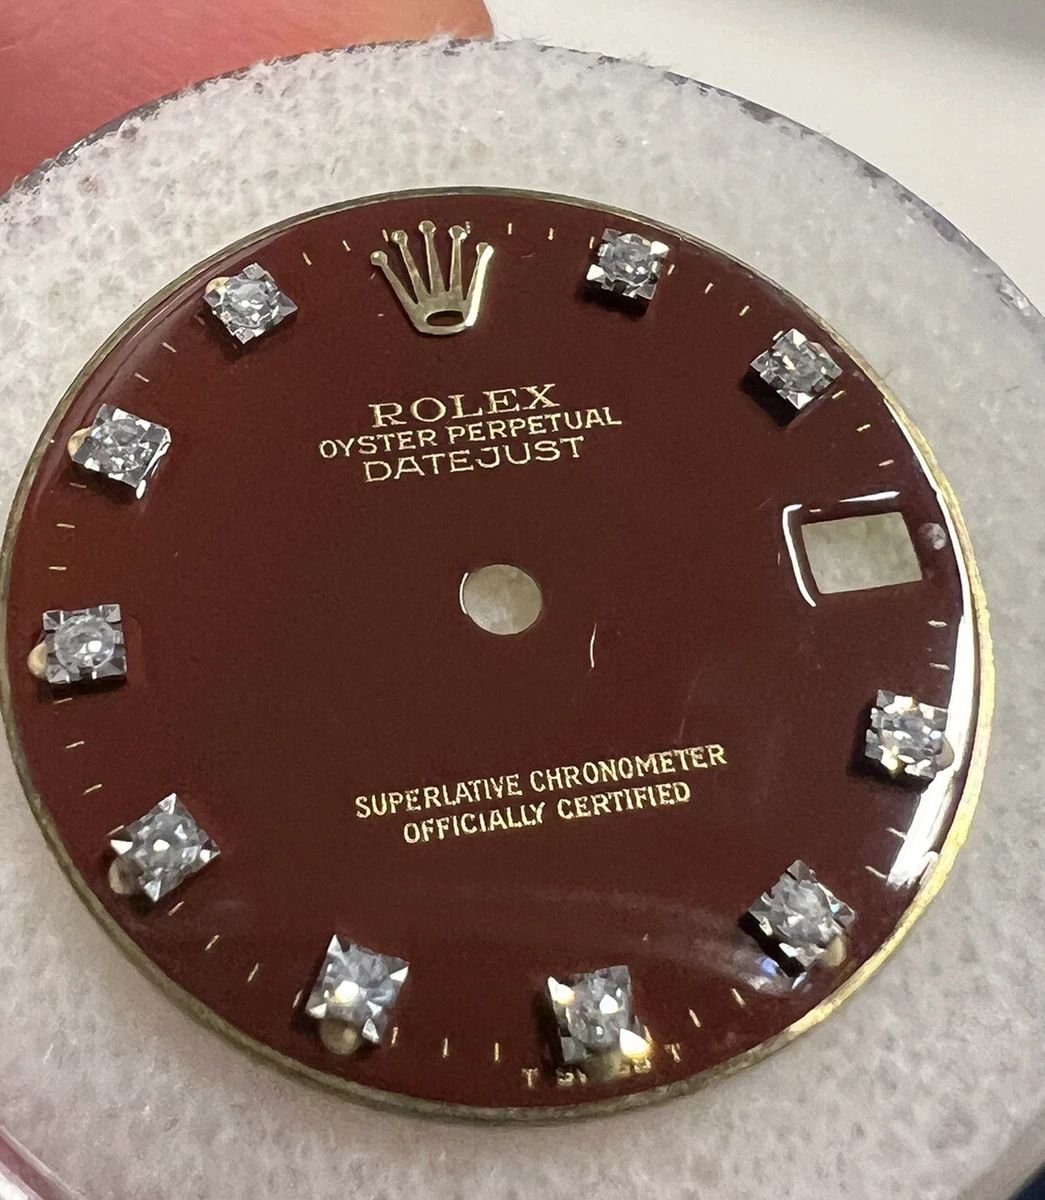 ROLEX
OYSTER PERPETUAL
DATEJUST
SUPERLATIVE CHRONOMETER
OFFICIALLY CERTIFIED
T
T